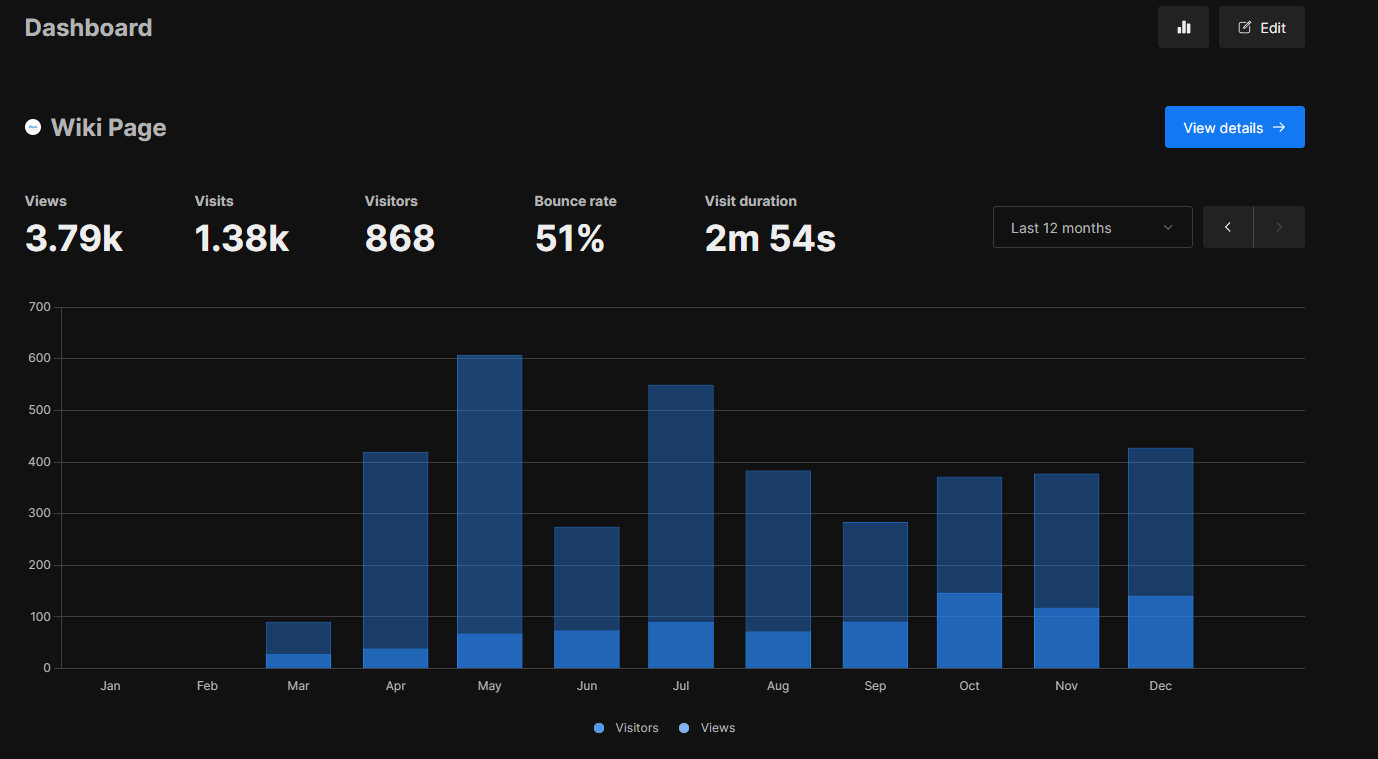 Dashboard
Edit
Wiki Page
View details
Views
Visits
Visitors
Bounce rate
Visit duration
3.79k
1.38k
868
51%
2m 54s
Last 12 months
700
600
500
400
300
200
100
0
Jan Feb Mar Apr May Jun Jul Aug Sep Oct Nov Dec
Visitors Views